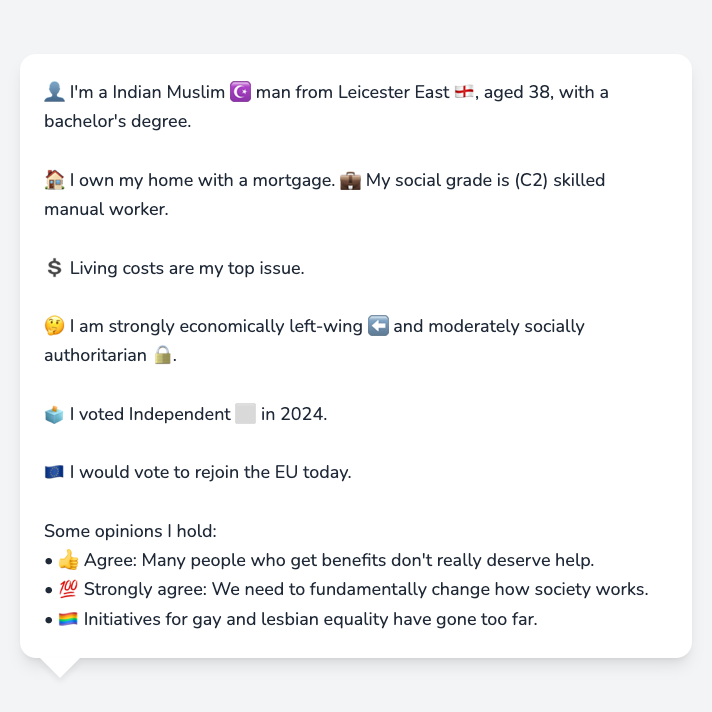 👤 I'm a Indian Muslim ☪️ man from Leicester East 🏴󠁧󠁢󠁥󠁮󠁧󠁿, aged 38, with a
bachelor's degree.
🏠 I own my home with a mortgage. 💼 My social grade is (C2) skilled
manual worker.
💲 Living costs are my top issue.
🤔 I am strongly economically left-wing ⬅️ and moderately socially
authoritarian 🔒.
🗳️ I voted Independent ⬜ in 2024.
🇪🇺 I would vote to rejoin the EU today.
Some opinions I hold:
• 👍 Agree: Many people who get benefits don't really deserve help.
• 💯 Strongly agree: We need to fundamentally change how society works.
• 🏳️‍🌈 Initiatives for gay and lesbian equality have gone too far.